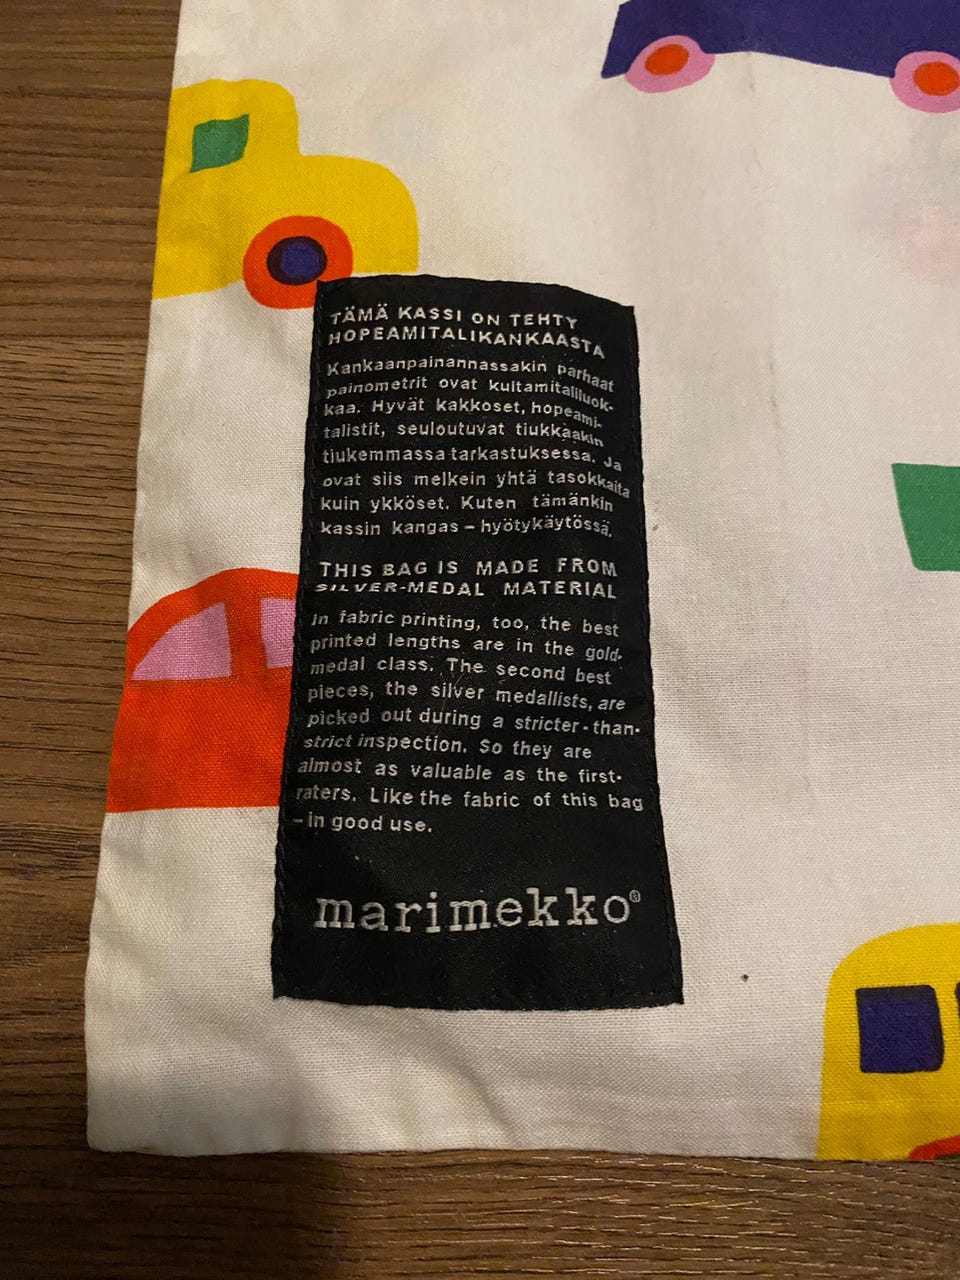 TÄMÄ KASSI ON TEHTY
HOPEAMITALIKANKAASTA
Kankaanpainannassakin parhaat
painometrit ovat kultamitaliluok-
kaa. Hyvät kakkoset, hopeami-
talistit, seuloutuvat tiukkaakin
tiukemmassa tarkastuksessa. Ja
ovat siis melkein yhtä tasokkaita
kuin ykköset. Kuten tämänkin
kassin kangas – hyötykäytössä.
THIS BAG IS MADE FROM
SILVER-MEDAL MATERIAL
In fabric printing, too, the best
printed lengths are in the gold-
medal class. The second best
pieces, the silver medallists, are
picked out during a stricter-than-
strict inspection. So they are
almost as valuable as the first-
raters. Like the fabric of this bag
– in good use.
marimekko®